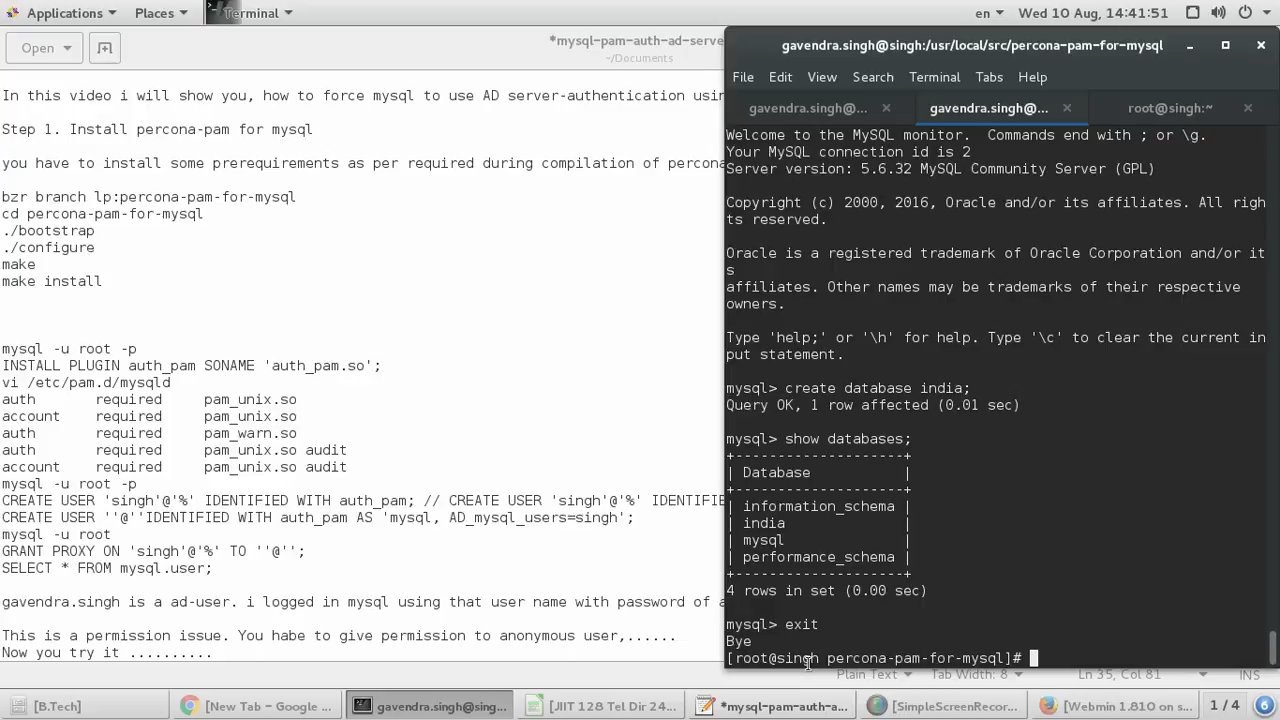 Applications Places Terminal en Wed 10 Aug, 14:41:51
Open
*mysql-pam-auth-ad-serve
~/Documents
In this video i will show you, how to force mysql to use AD server-authentication usin
Step 1. Install percona-pam for mysql
you have to install some prerequirements as per required during compilation of percona
bzr branch lp:percona-pam-for-mysql
cd percona-pam-for-mysql
./bootstrap
./configure
make
make install
mysql -u root -p
INSTALL PLUGIN auth_pam SONAME 'auth_pam.so';
vi /etc/pam.d/mysqld
auth required pam_unix.so
account required pam_unix.so
auth required pam_warn.so
auth required pam_unix.so audit
account required pam_unix.so audit
mysql -u root -p
CREATE USER 'singh'@'%' IDENTIFIED WITH auth_pam; // CREATE USER 'singh'@'%' IDENTIFIE
CREATE USER ''@''IDENTIFIED WITH auth_pam AS 'mysql, AD_mysql_users=singh';
mysql -u root
GRANT PROXY ON 'singh'@'%' TO ''@'';
SELECT * FROM mysql.user;
gavendra.singh is a ad-user. i logged in mysql using that user name with password of a
This is a permission issue. You habe to give permission to anonymous user,......
Now you try it ..........
gavendra.singh@singh:/usr/local/src/percona-pam-for-mysql
File Edit View Search Terminal Tabs Help
gavendra.singh@... gavendra.singh@... root@singh:~
Welcome to the MySQL monitor. Commands end with ; or \g.
Your MySQL connection id is 2
Server version: 5.6.32 MySQL Community Server (GPL)
Copyright (c) 2000, 2016, Oracle and/or its affiliates. All righ
ts reserved.
Oracle is a registered trademark of Oracle Corporation and/or it
s
affiliates. Other names may be trademarks of their respective
owners.
Type 'help;' or '\h' for help. Type '\c' to clear the current in
put statement.
mysql> create database india;
Query OK, 1 row affected (0.01 sec)
mysql> show databases;
+--------------------+
| Database |
+--------------------+
| information_schema |
| india |
| mysql |
| performance_schema |
+--------------------+
4 rows in set (0.00 sec)
mysql> exit
Bye
[root@singh percona-pam-for-mysql]#
Plain Text Tab Width: 8 Ln 35, Col 81 INS
[B.Tech] [New Tab - Google ... gavendra.singh@sing... [JIIT 128 Tel Dir 24... *mysql-pam-auth-a... [SimpleScreenRecor... [Webmin 1.810 on s... 1 / 4 6